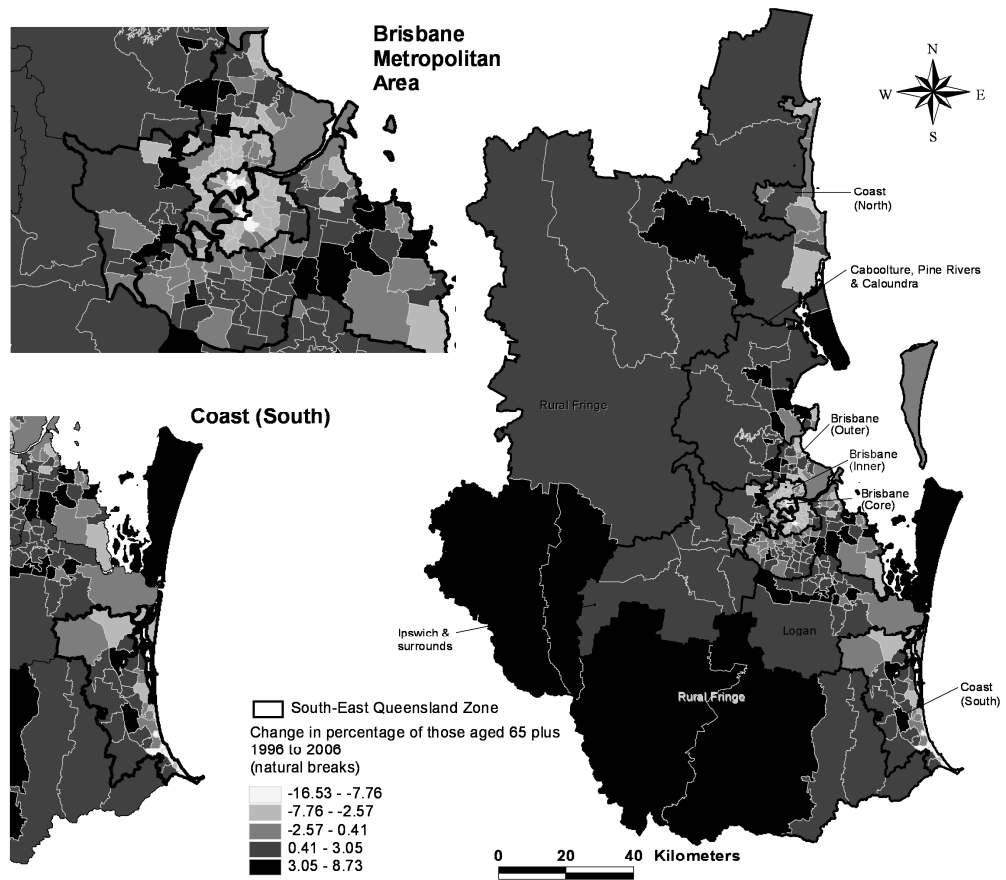 Brisbane
Metropolitan
Area
N
W
E
S
Coast
(North)
Caboolture, Pine Rivers
& Caloundra
Rural Fringe
Coast (South)
Brisbane
(Outer)
Brisbane
(Inner)
Brisbane
(Core)
Ipswich &
surrounds
Logan
Rural Fringe
Coast
(South)
South-East Queensland Zone
Change in percentage of those aged 65 plus
1996 to 2006
(natural breaks)
-16.53 - -7.76
-7.76 - -2.57
-2.57 - 0.41
0.41 - 3.05
3.05 - 8.73
0 20 40 Kilometers